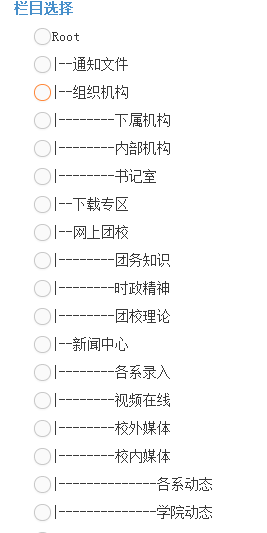 栏目选择
Root
|--通知文件
|--组织机构
|--------下属机构
|--------内部机构
|--------书记室
|--下载专区
|--网上团校
|--------团务知识
|--------时政精神
|--------团校理论
|--新闻中心
|--------各系录入
|--------视频在线
|--------校外媒体
|--------校内媒体
|--------------各系动态
|--------------学院动态